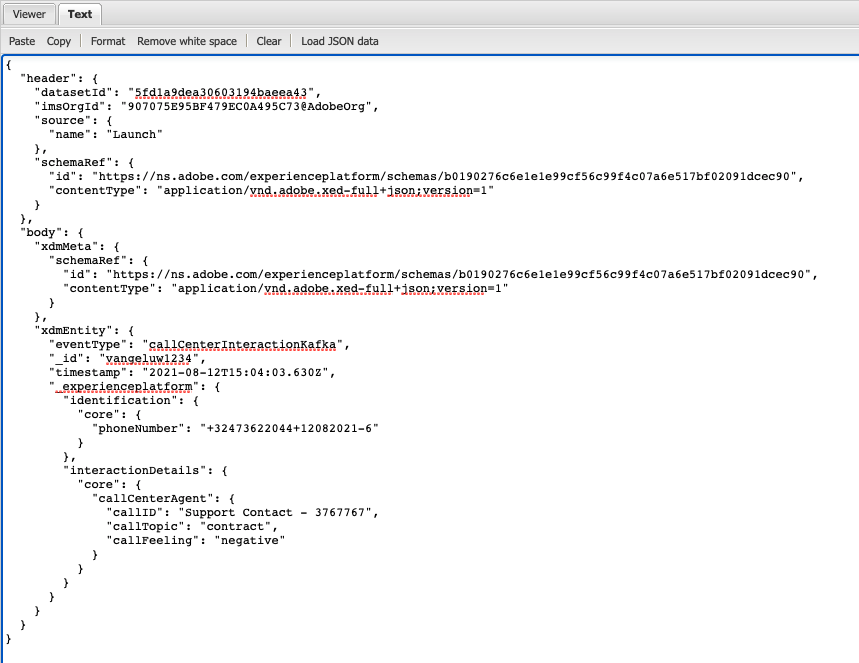 Viewer Text
Paste Copy Format Remove white space Clear Load JSON data
{
  "header": {
    "datasetId": "5fd1a9dea30603194baeea43",
    "imsOrgId": "907075E95BF479EC0A495C73@AdobeOrg",
    "source": {
      "name": "Launch"
    },
    "schemaRef": {
      "id": "https://ns.adobe.com/experienceplatform/schemas/b0190276c6e1e1e99cf56c99f4c07a6e517bf02091dcec90",
      "contentType": "application/vnd.adobe.xed-full+json;version=1"
    }
  },
  "body": {
    "xdmMeta": {
      "schemaRef": {
        "id": "https://ns.adobe.com/experienceplatform/schemas/b0190276c6e1e1e99cf56c99f4c07a6e517bf02091dcec90",
        "contentType": "application/vnd.adobe.xed-full+json;version=1"
      }
    },
    "xdmEntity": {
      "eventType": "callCenterInteractionKafka",
      "_id": "vangeluw1234",
      "timestamp": "2021-08-12T15:04:03.630Z",
      "_experienceplatform": {
        "identification": {
          "core": {
            "phoneNumber": "+32473622044+12082021-6"
          }
        },
        "interactionDetails": {
          "core": {
            "callCenterAgent": {
              "callID": "Support Contact - 3767767",
              "callTopic": "contract",
              "callFeeling": "negative"
            }
          }
        }
      }
    }
  }
}